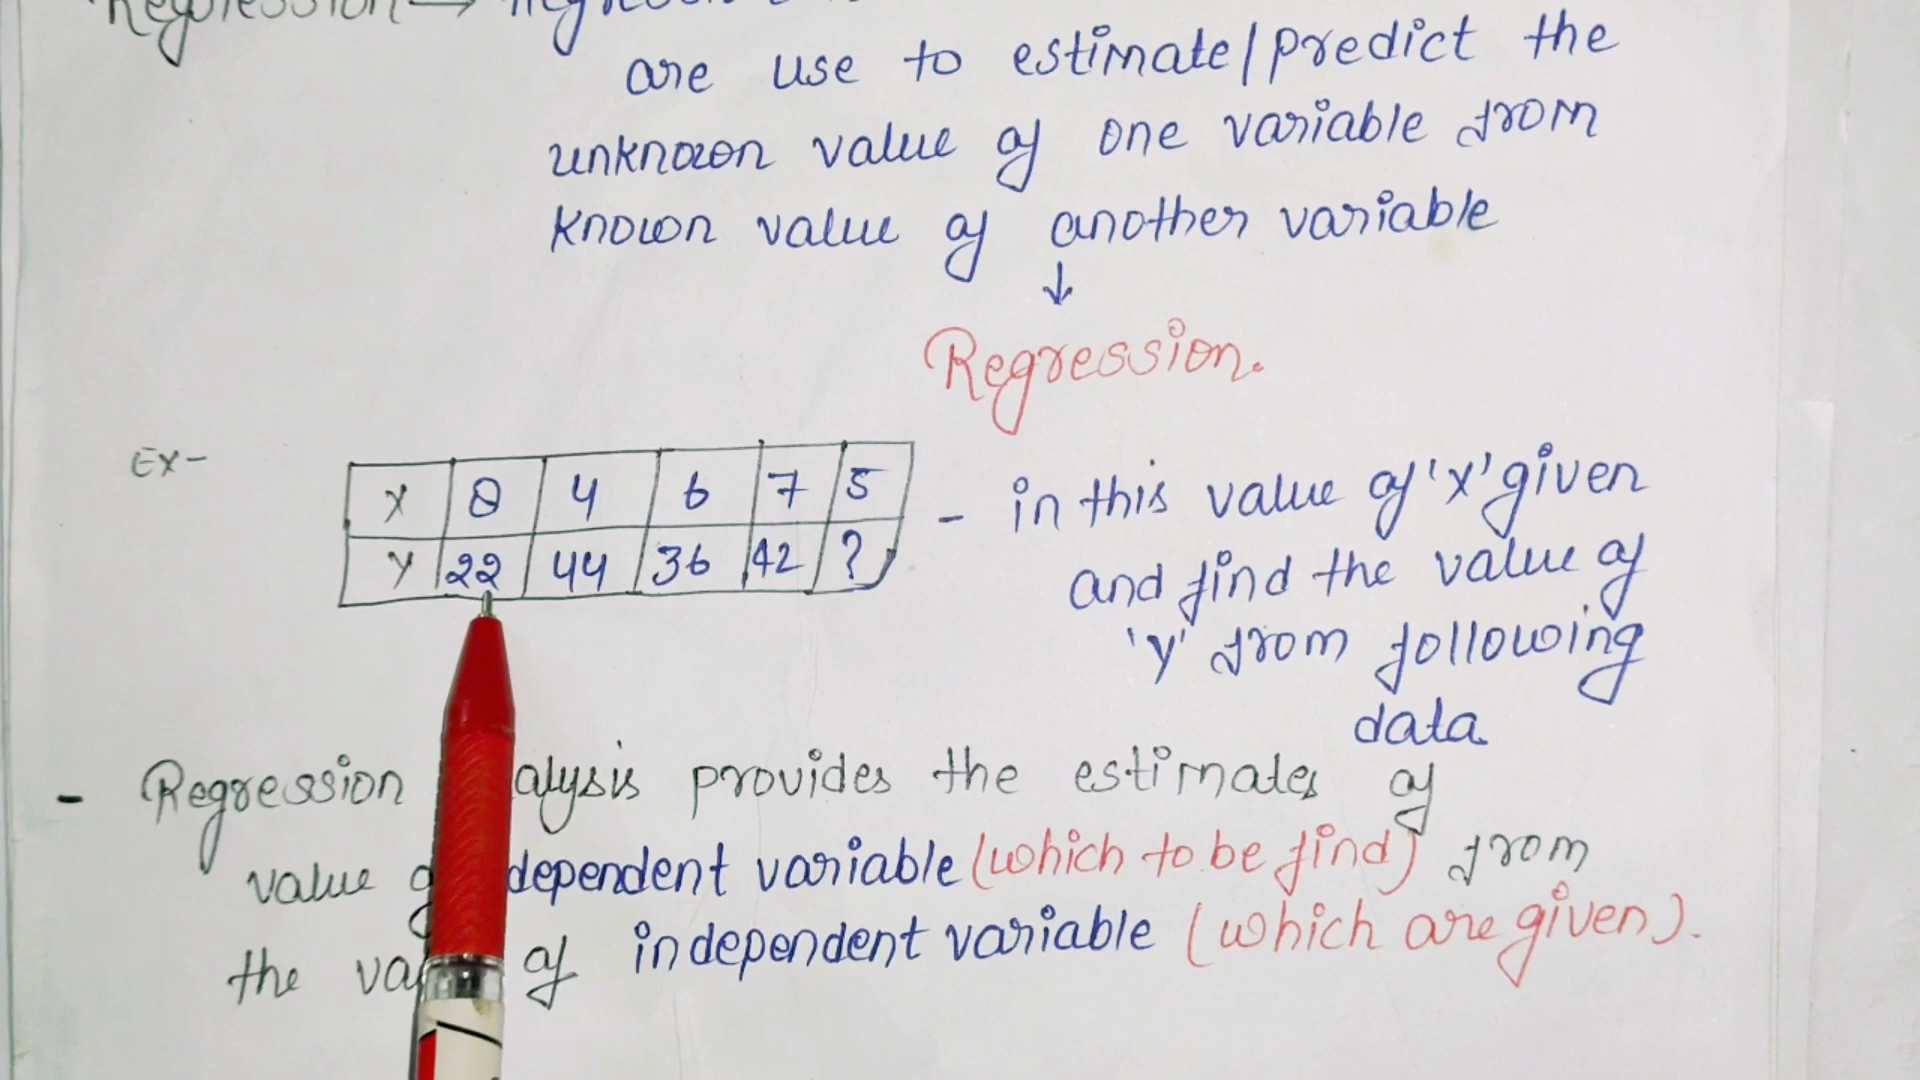 Regression →
are use to estimate/predict the
unknown value of one variable from
known value of another variable
↓
Regression.
Ex-
X 8 4 6 7 5
Y 22 44 36 42 ?
- in this value of 'x' given
and find the value of
'y' from following
data
- Regression alysis provides the estimates of
value dependent variable (which to be find) from
the va of independent variable (which are given).